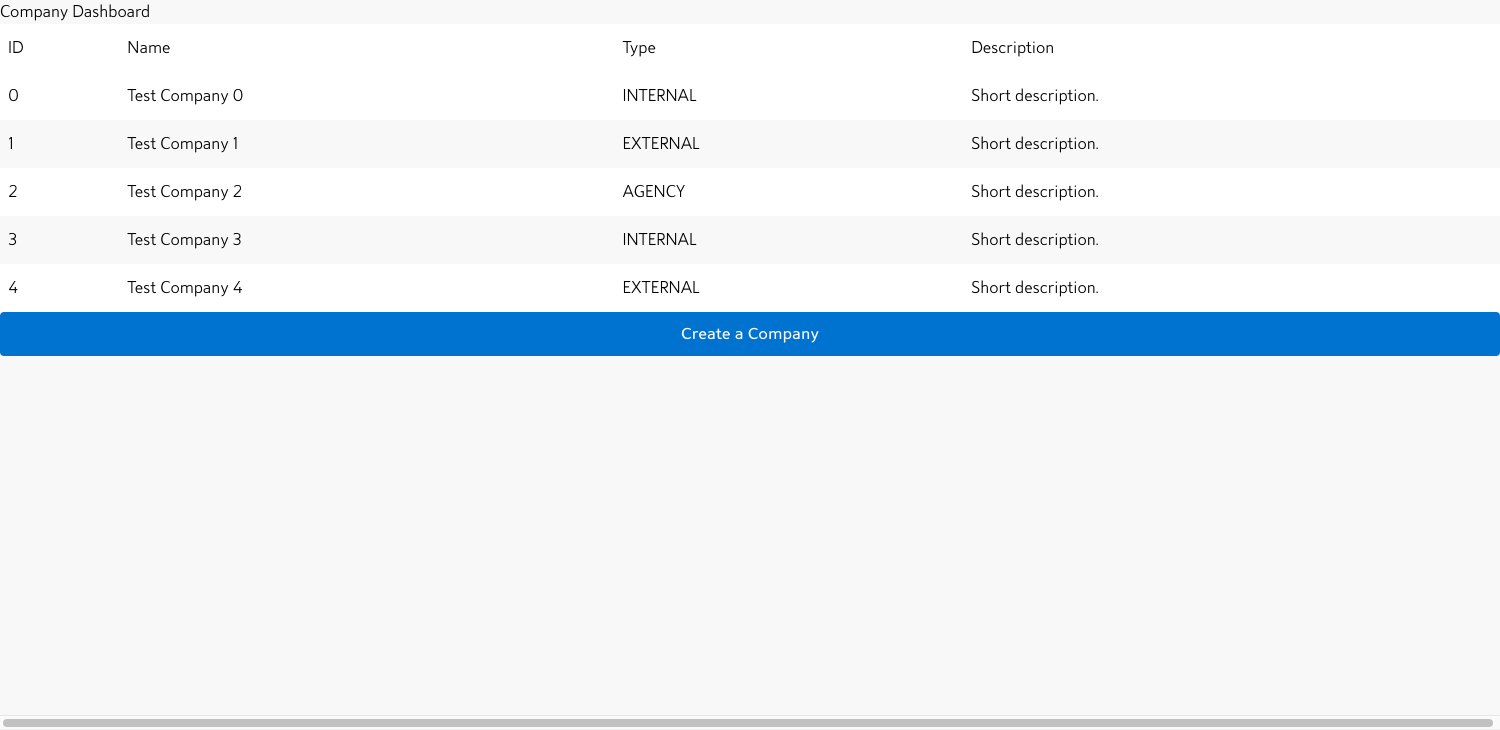 Company Dashboard
ID Name Type Description
0 Test Company 0 INTERNAL Short description.
1 Test Company 1 EXTERNAL Short description.
2 Test Company 2 AGENCY Short description.
3 Test Company 3 INTERNAL Short description.
4 Test Company 4 EXTERNAL Short description.
Create a Company